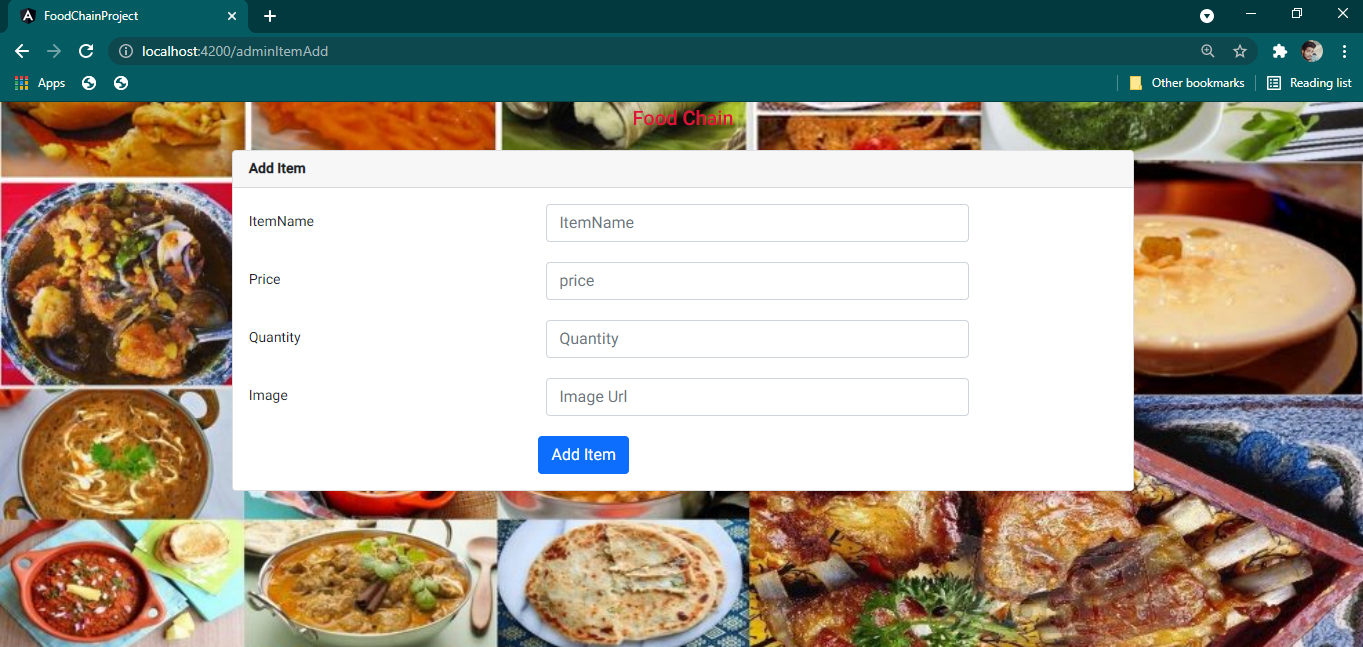 FoodChainProject
localhost:4200/adminItemAdd
Apps
Other bookmarks
Reading list
Food Chain
Add Item
ItemName
ItemName
Price
price
Quantity
Quantity
Image
Image Url
Add Item